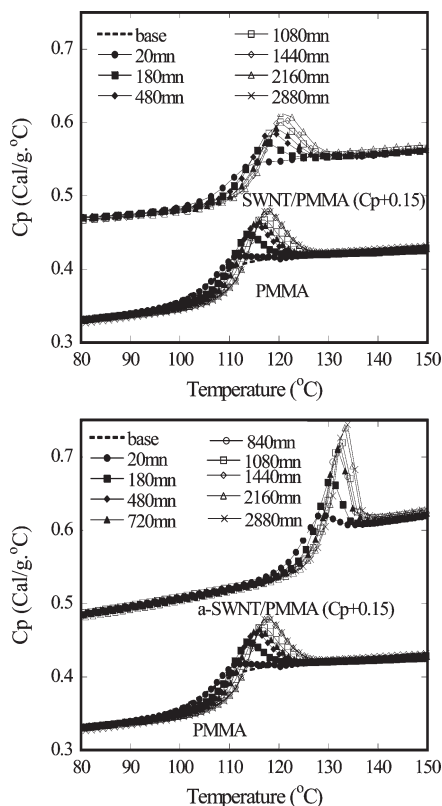 0.7
0.6
0.5
0.4
0.3
Cp (Cal/g.°C)
base
20mn
180mn
480mn
1080mn
1440mn
2160mn
2880mn
SWNT/PMMA (Cp+0.15)
PMMA
80 90 100 110 120 130 140 150
Temperature (°C)
0.7
0.6
0.5
0.4
0.3
Cp (Cal/g.°C)
base
20mn
180mn
480mn
720mn
840mn
1080mn
1440mn
2160mn
2880mn
a-SWNT/PMMA (Cp+0.15)
PMMA
80 90 100 110 120 130 140 150
Temperature (°C)